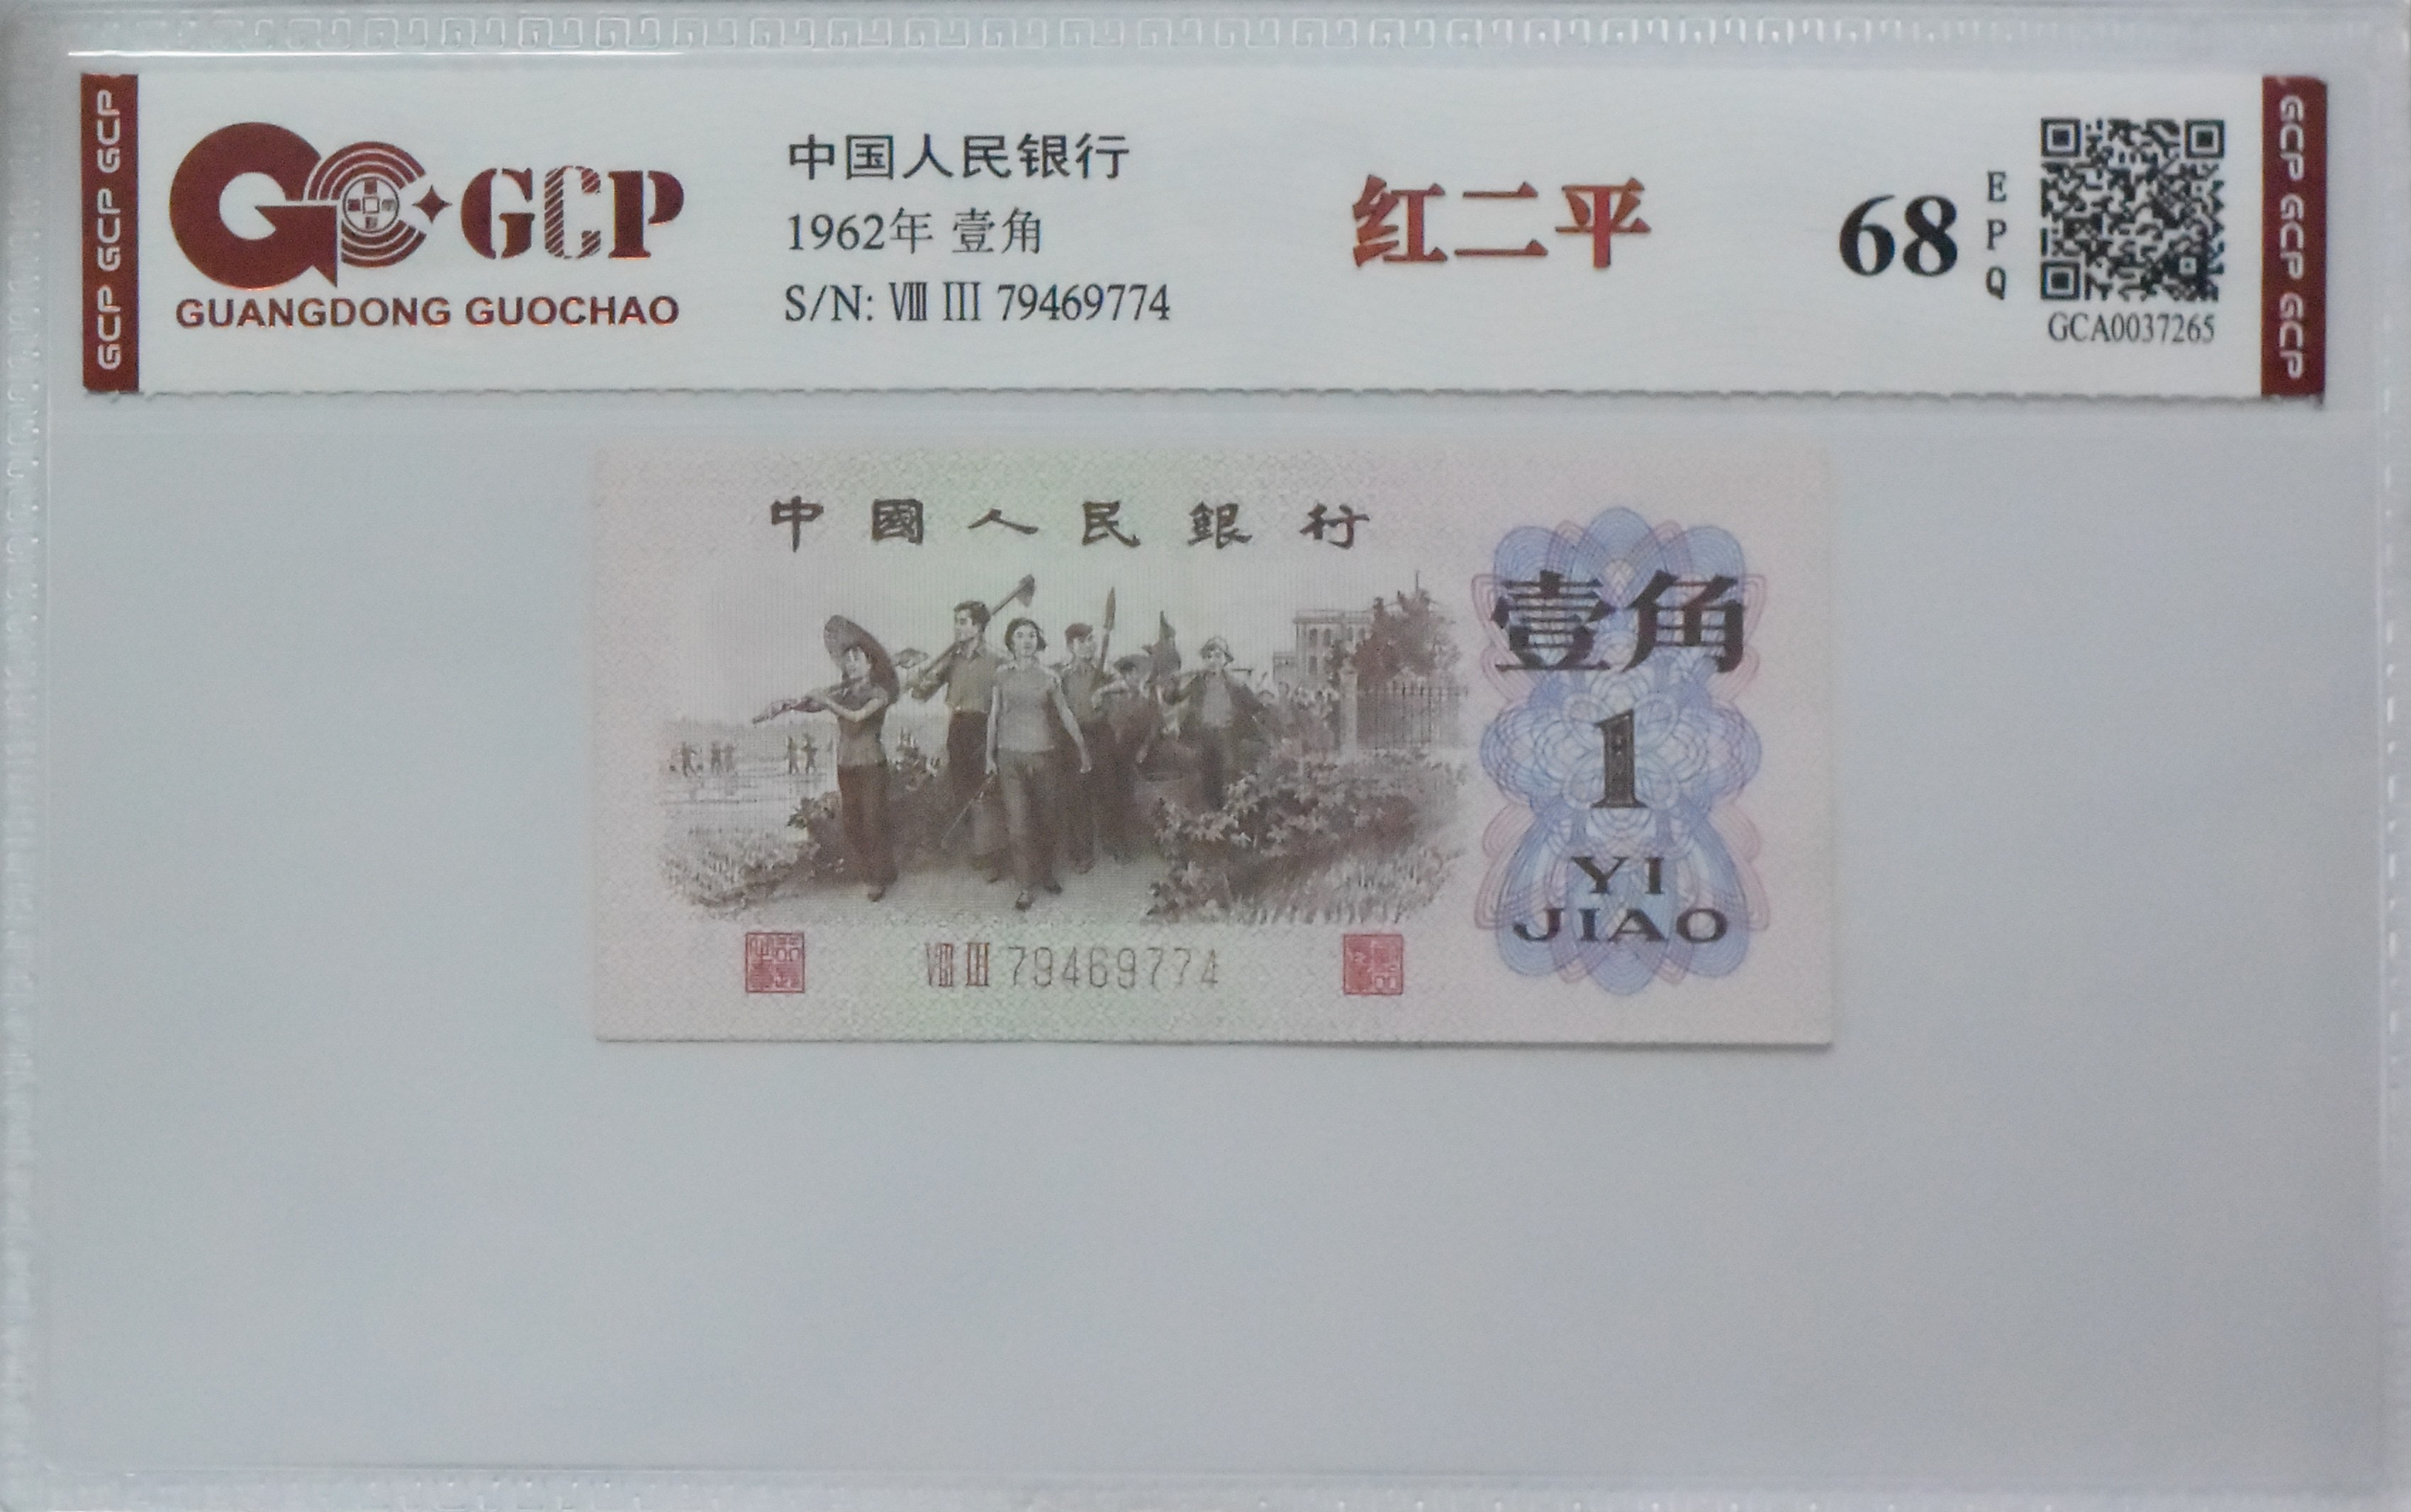 GCP GCP GCP
GCP
GUANGDONG GUOCHAO
中国人民银行
1962年 壹角
S/N: Ⅷ III 79469774
红二平
68
EPQ
GCA0037265
GCP GCP GCP
中國人民銀行
壹角
1
YI
JIAO
Ⅷ III 79469774